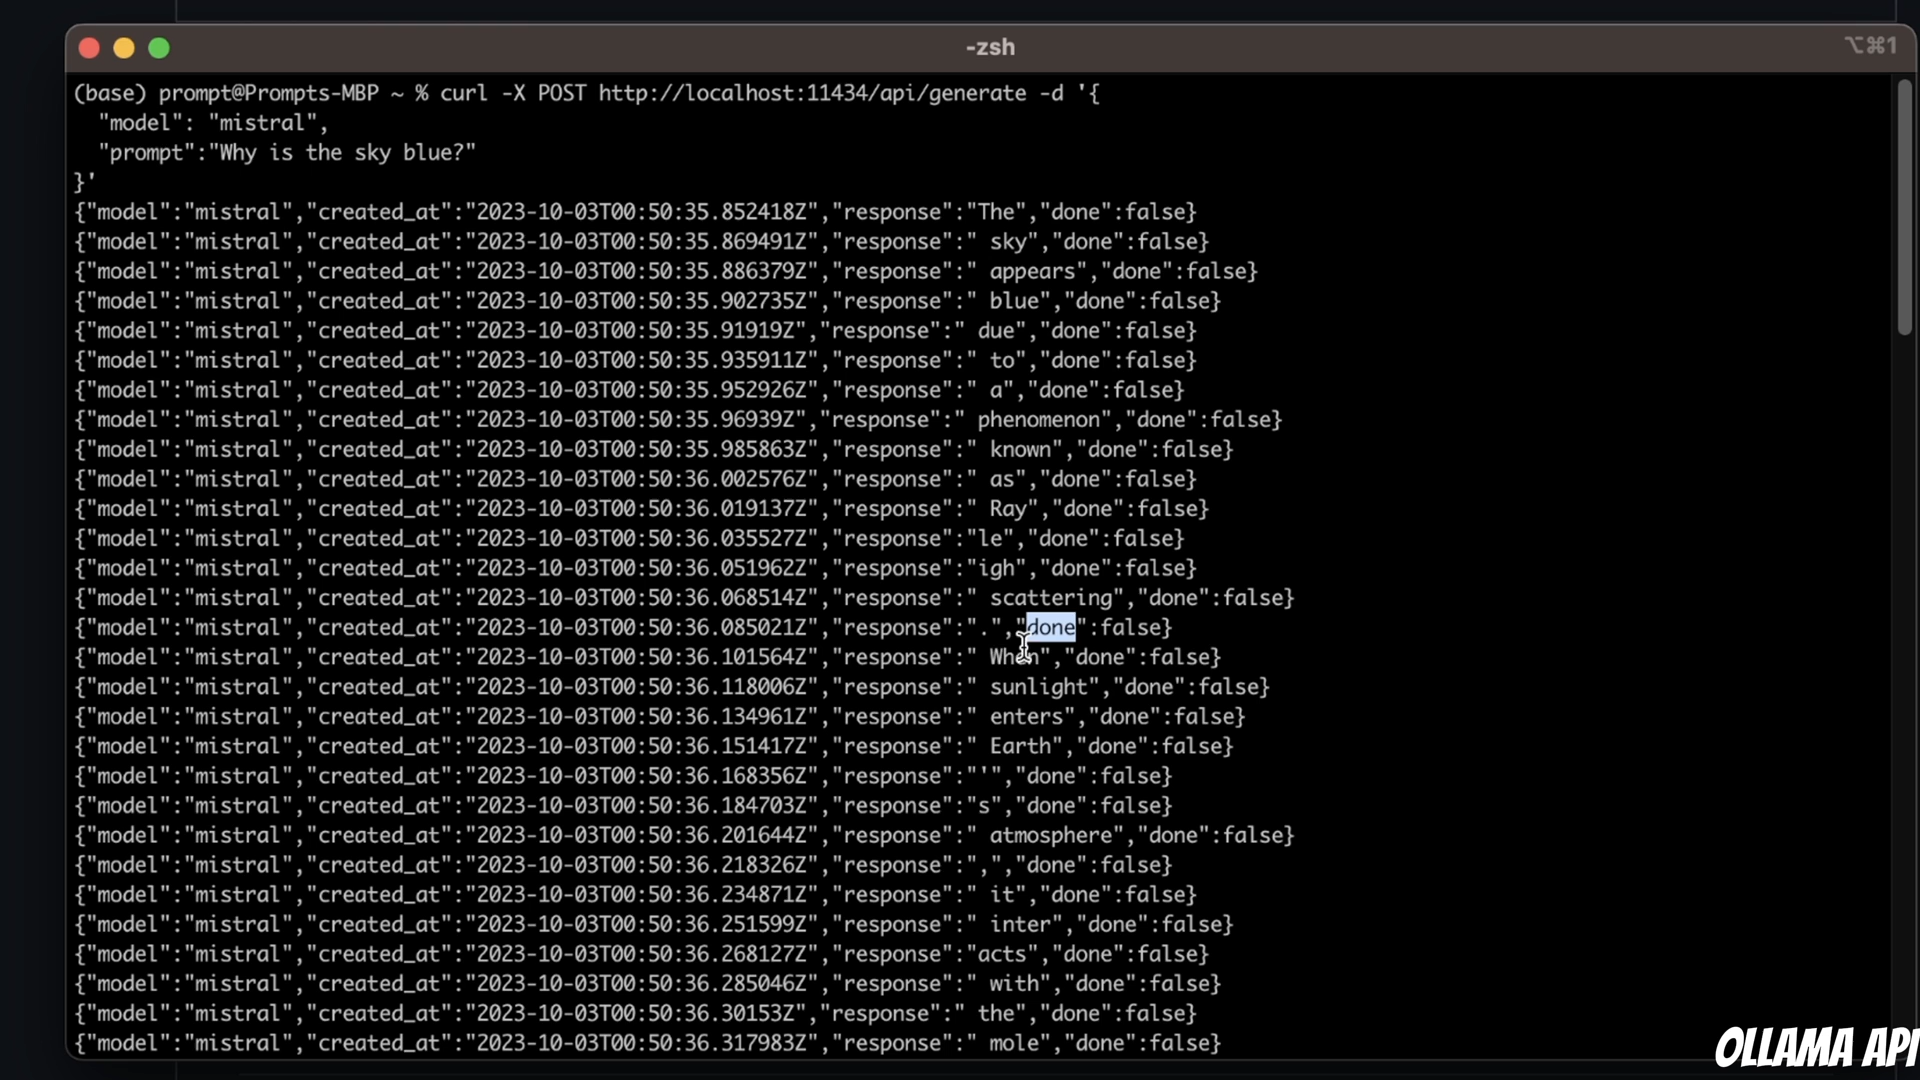 -zsh
⌥⌘1
(base) prompt@Prompts-MBP ~ % curl -X POST http://localhost:11434/api/generate -d '{
  "model": "mistral",
  "prompt":"Why is the sky blue?"
}'
{"model":"mistral","created_at":"2023-10-03T00:50:35.852418Z","response":"The","done":false}
{"model":"mistral","created_at":"2023-10-03T00:50:35.869491Z","response":" sky","done":false}
{"model":"mistral","created_at":"2023-10-03T00:50:35.886379Z","response":" appears","done":false}
{"model":"mistral","created_at":"2023-10-03T00:50:35.902735Z","response":" blue","done":false}
{"model":"mistral","created_at":"2023-10-03T00:50:35.91919Z","response":" due","done":false}
{"model":"mistral","created_at":"2023-10-03T00:50:35.935911Z","response":" to","done":false}
{"model":"mistral","created_at":"2023-10-03T00:50:35.952926Z","response":" a","done":false}
{"model":"mistral","created_at":"2023-10-03T00:50:35.96939Z","response":" phenomenon","done":false}
{"model":"mistral","created_at":"2023-10-03T00:50:35.985863Z","response":" known","done":false}
{"model":"mistral","created_at":"2023-10-03T00:50:36.002576Z","response":" as","done":false}
{"model":"mistral","created_at":"2023-10-03T00:50:36.019137Z","response":" Ray","done":false}
{"model":"mistral","created_at":"2023-10-03T00:50:36.035527Z","response":"le","done":false}
{"model":"mistral","created_at":"2023-10-03T00:50:36.051962Z","response":"igh","done":false}
{"model":"mistral","created_at":"2023-10-03T00:50:36.068514Z","response":" scattering","done":false}
{"model":"mistral","created_at":"2023-10-03T00:50:36.085021Z","response":".","done":false}
{"model":"mistral","created_at":"2023-10-03T00:50:36.101564Z","response":" When","done":false}
{"model":"mistral","created_at":"2023-10-03T00:50:36.118006Z","response":" sunlight","done":false}
{"model":"mistral","created_at":"2023-10-03T00:50:36.134961Z","response":" enters","done":false}
{"model":"mistral","created_at":"2023-10-03T00:50:36.151417Z","response":" Earth","done":false}
{"model":"mistral","created_at":"2023-10-03T00:50:36.168356Z","response":"'","done":false}
{"model":"mistral","created_at":"2023-10-03T00:50:36.184703Z","response":"s","done":false}
{"model":"mistral","created_at":"2023-10-03T00:50:36.201644Z","response":" atmosphere","done":false}
{"model":"mistral","created_at":"2023-10-03T00:50:36.218326Z","response":",","done":false}
{"model":"mistral","created_at":"2023-10-03T00:50:36.234871Z","response":" it","done":false}
{"model":"mistral","created_at":"2023-10-03T00:50:36.251599Z","response":" inter","done":false}
{"model":"mistral","created_at":"2023-10-03T00:50:36.268127Z","response":"acts","done":false}
{"model":"mistral","created_at":"2023-10-03T00:50:36.285046Z","response":" with","done":false}
{"model":"mistral","created_at":"2023-10-03T00:50:36.30153Z","response":" the","done":false}
{"model":"mistral","created_at":"2023-10-03T00:50:36.317983Z","response":" mole","done":false}
OLLAMA API